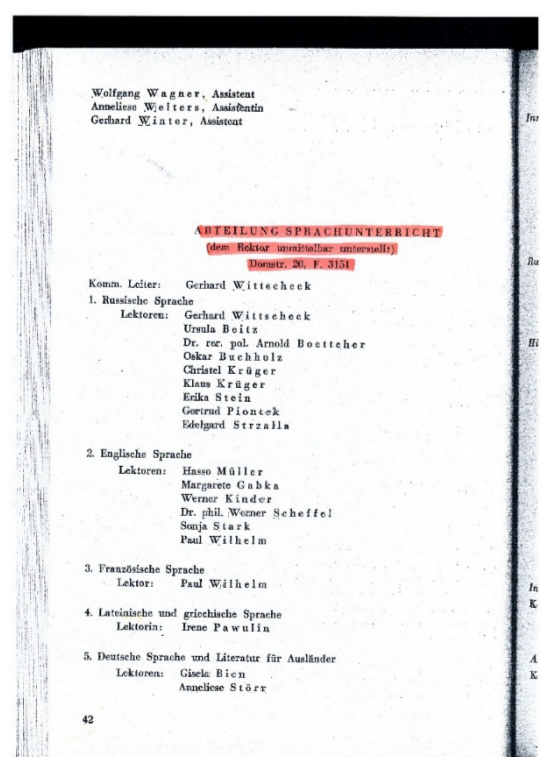 Wolfgang Wagner, Assistent
Anneliese Welters, Assistentin
Gerhard Winter, Assistent
ABTEILUNG SPRACHUNTERRICHT
(dem Rektor unmittelbar unterstellt)
Domstr. 20, F. 3151
Komm. Leiter: Gerhard Wittscheck
1. Russische Sprache
Lektoren: Gerhard Wittscheck
Ursula Beitz
Dr. rer. pol. Arnold Boettcher
Oskar Buchholz
Christel Krüger
Klaus Krüger
Erika Stein
Gertrud Piontek
Edelgard Strzalla
2. Englische Sprache
Lektoren: Hasso Müller
Margarete Gabka
Werner Kinder
Dr. phil. Werner Scheffel
Sonja Stark
Paul Wilhelm
3. Französische Sprache
Lektor: Paul Wilhelm
4. Lateinische und griechische Sprache
Lektorin: Irene Pawulin
5. Deutsche Sprache und Literatur für Ausländer
Lektoren: Gisela Bien
Anneliese Störr
42